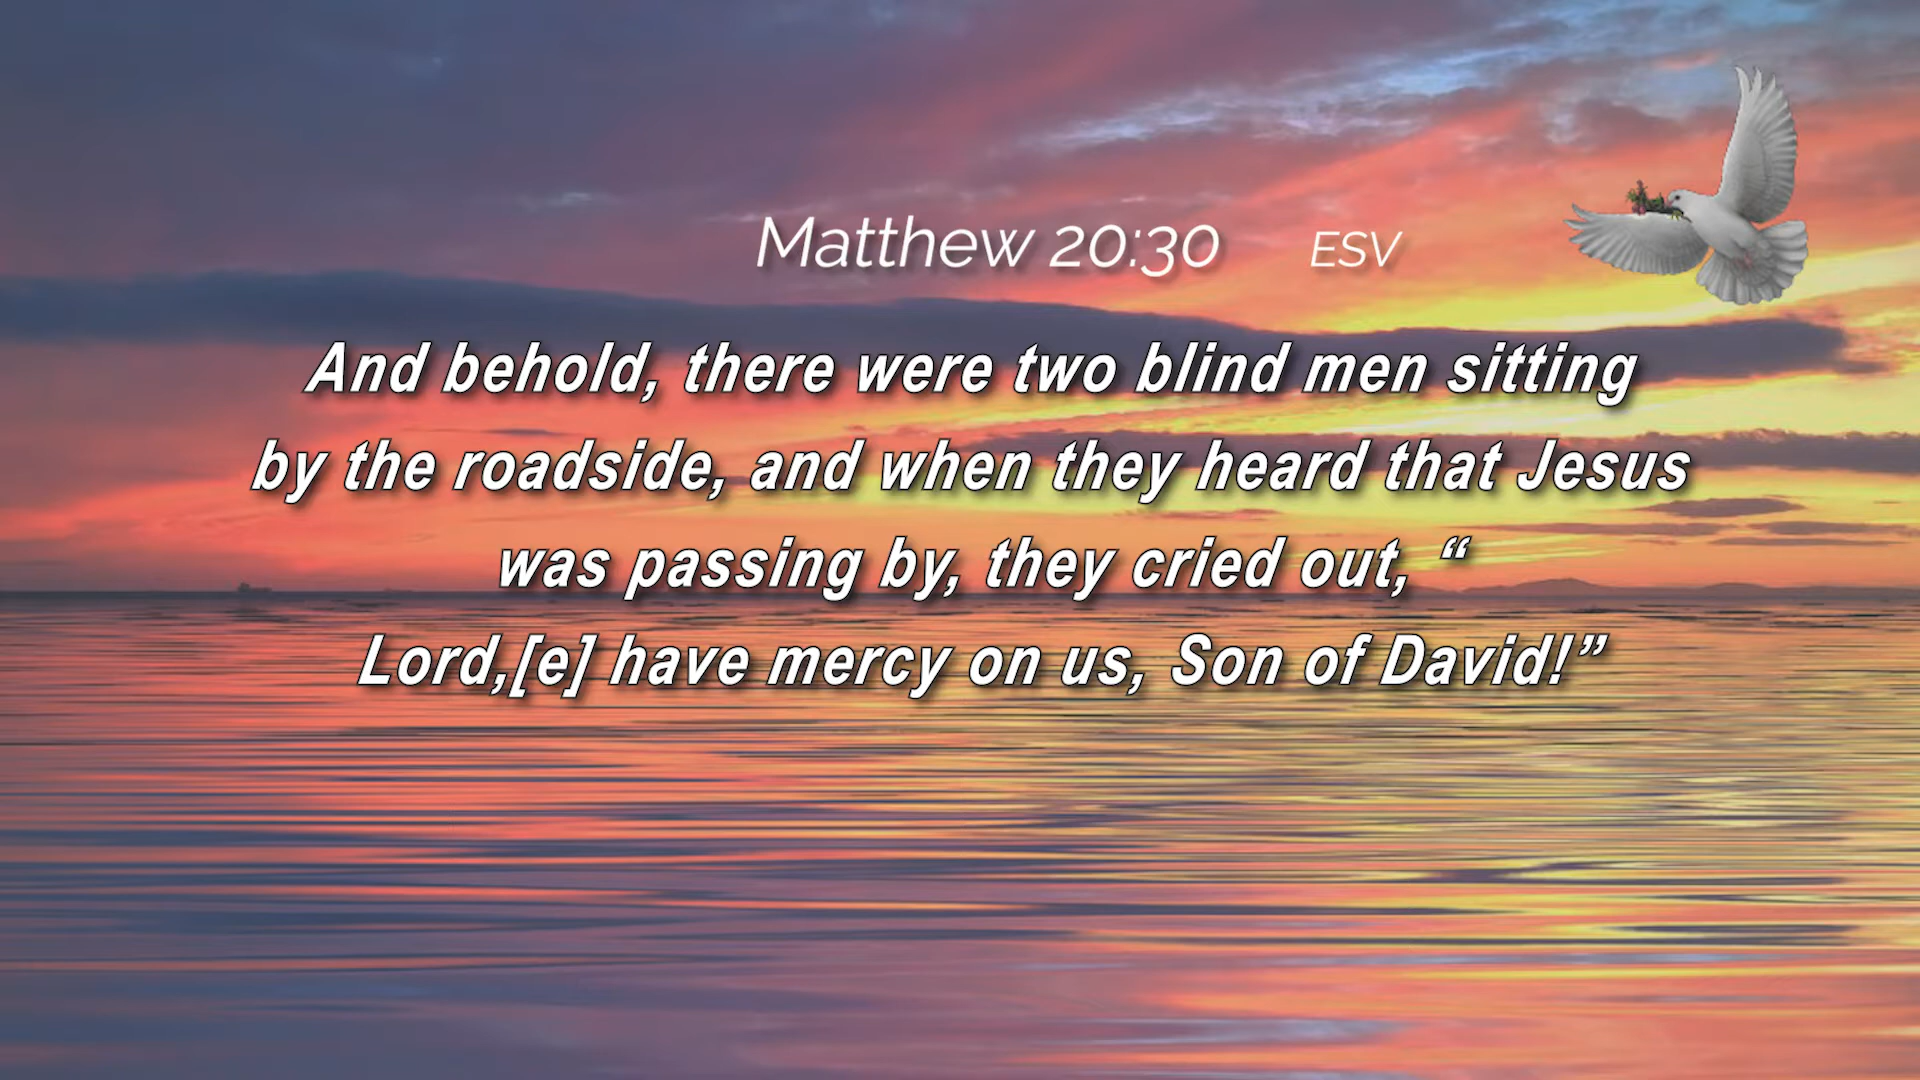 Matthew 20:30 ESV
And behold, there were two blind men sitting
by the roadside, and when they heard that Jesus
was passing by, they cried out, “
Lord,[e] have mercy on us, Son of David!”